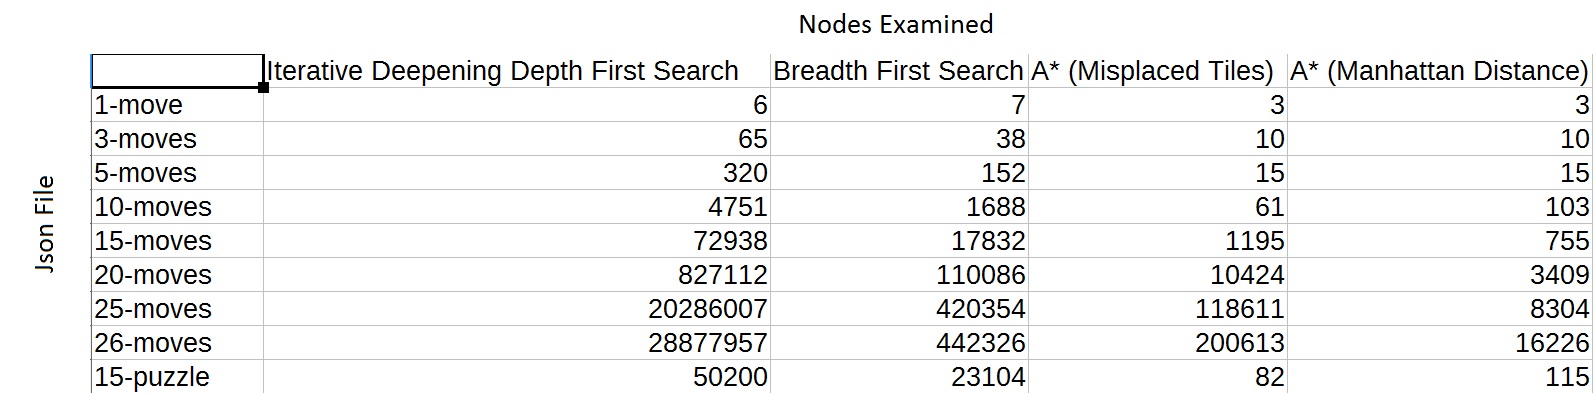 Nodes Examined
Iterative Deepening Depth First Search Breadth First Search A* (Misplaced Tiles) A* (Manhattan Distance)
Json File
1-move 6 7 3 3
3-moves 65 38 10 10
5-moves 320 152 15 15
10-moves 4751 1688 61 103
15-moves 72938 17832 1195 755
20-moves 827112 110086 10424 3409
25-moves 20286007 420354 118611 8304
26-moves 28877957 442326 200613 16226
15-puzzle 50200 23104 82 115